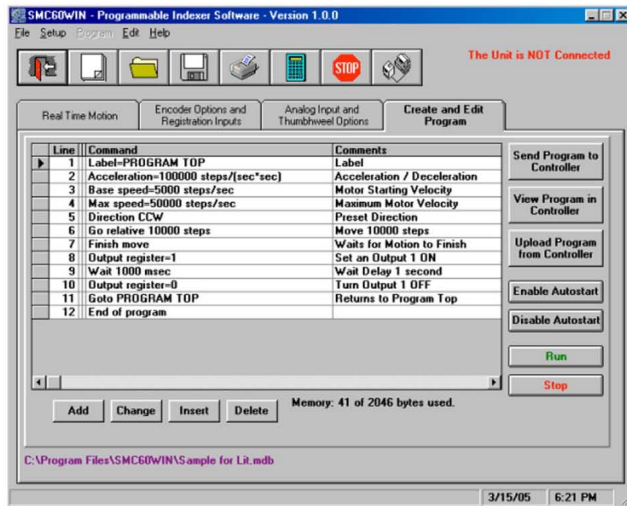 SMC60WIN - Programmable Indexer Software - Version 1.0.0
File Setup Program Edit Help
STOP
The Unit is NOT Connected
Real Time Motion
Encoder Options and Registration Inputs
Analog Input and Thumbhweel Options
Create and Edit Program
Line Command Comments
1 Label=PROGRAM TOP Label
2 Acceleration=100000 steps/(sec*sec) Acceleration / Deceleration
3 Base speed=5000 steps/sec Motor Starting Velocity
4 Max speed=50000 steps/sec Maximum Motor Velocity
5 Direction CCW Preset Direction
6 Go relative 10000 steps Move 10000 steps
7 Finish move Waits for Motion to Finish
8 Output register=1 Set an Output 1 ON
9 Wait 1000 msec Wait Delay 1 second
10 Output register=0 Turn Output 1 OFF
11 Goto PROGRAM TOP Returns to Program Top
12 End of program
Send Program to Controller
View Program in Controller
Upload Program from Controller
Enable Autostart
Disable Autostart
Run
Stop
Add Change Insert Delete
Memory: 41 of 2046 bytes used.
C:\Program Files\SMC60WIN\Sample for Lit.mdb
3/15/05 6:21 PM